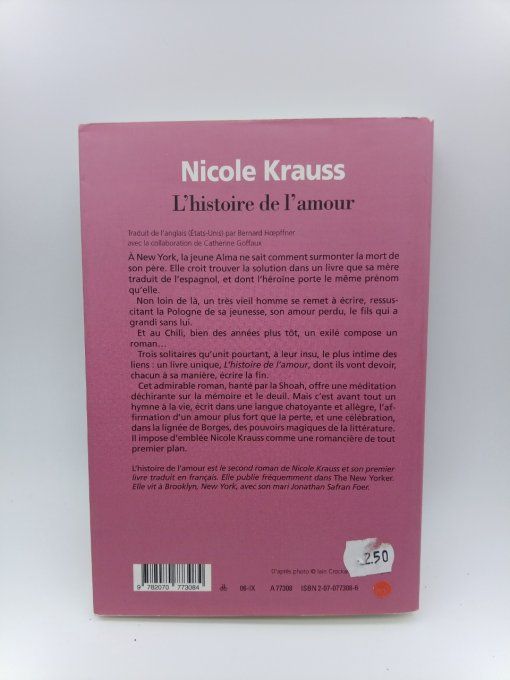 Nicole Krauss
L'histoire de l'amour
Traduit de l'anglais (États-Unis) par Bernard Hœpffner
avec la collaboration de Catherine Goffaux
À New York, la jeune Alma ne sait comment surmonter la mort de
son père. Elle croit trouver la solution dans un livre que sa mère
traduit de l'espagnol, et dont l'héroïne porte le même prénom
qu'elle.
Non loin de là, un très vieil homme se remet à écrire, ressus-
citant la Pologne de sa jeunesse, son amour perdu, le fils qui a
grandi sans lui.
Et au Chili, bien des années plus tôt, un exilé compose un
roman...
Trois solitaires qu'unit pourtant, à leur insu, le plus intime des
liens : un livre unique, L'histoire de l'amour, dont ils vont devoir,
chacun à sa manière, écrire la fin.
Cet admirable roman, hanté par la Shoah, offre une méditation
déchirante sur la mémoire et le deuil. Mais c'est avant tout un
hymne à la vie, écrit dans une langue chatoyante et allègre, l'af-
firmation d'un amour plus fort que la perte, et une célébration,
dans la lignée de Borges, des pouvoirs magiques de la littérature.
Il impose d'emblée Nicole Krauss comme une romancière de tout
premier plan.
L'histoire de l'amour est le second roman de Nicole Krauss et son premier
livre traduit en français. Elle publie fréquemment dans The New Yorker.
Elle vit à Brooklyn, New York, avec son mari Jonathan Safran Foer.
D'après photo © Iain
2.50
9 782070 773084
06-IX A 77308 ISBN 2-07-077308-6